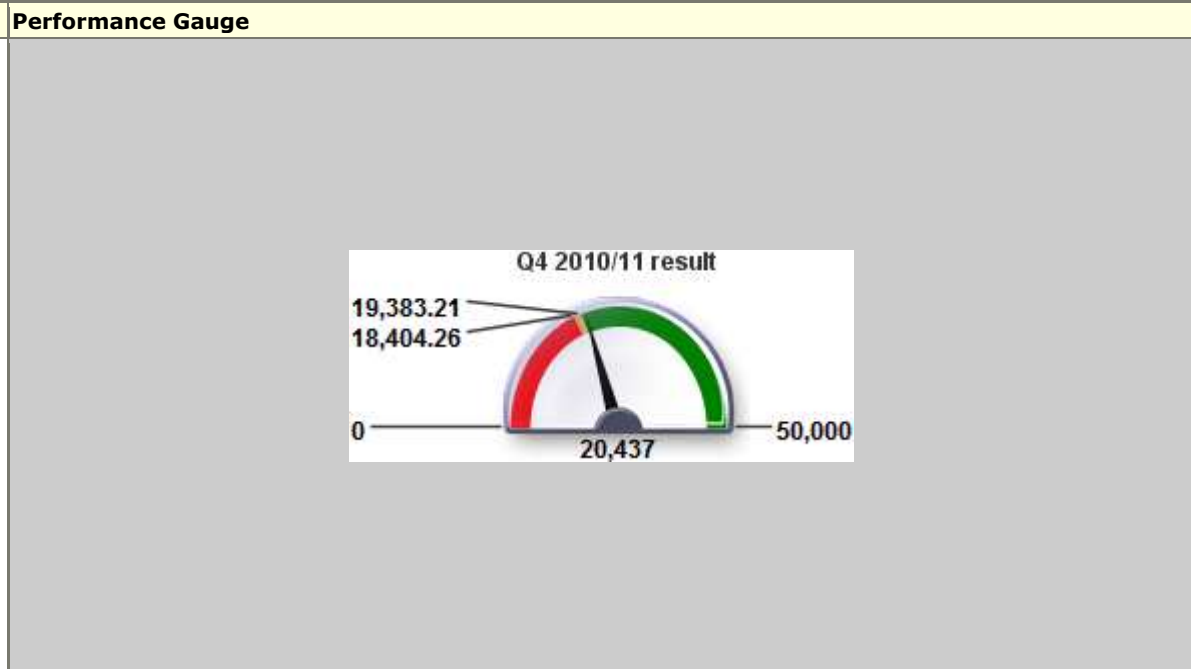 Performance Gauge
Q4 2010/11 result
19,383.21
18,404.26
0
50,000
20,437